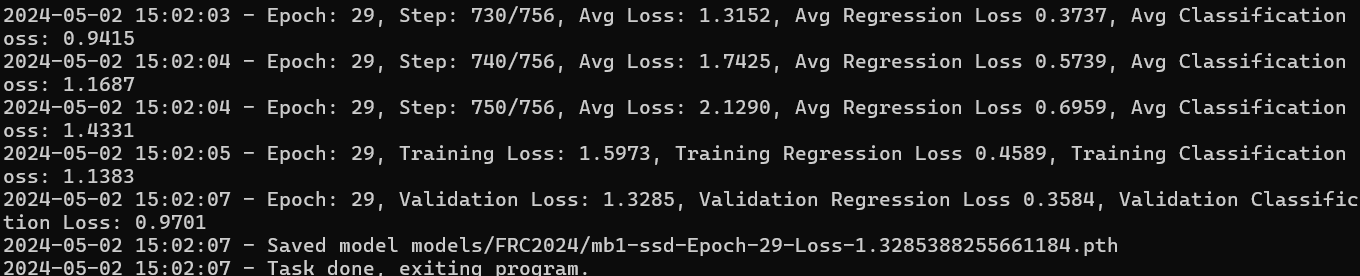 2024-05-02 15:02:03 - Epoch: 29, Step: 730/756, Avg Loss: 1.3152, Avg Regression Loss 0.3737, Avg Classification
oss: 0.9415
2024-05-02 15:02:04 - Epoch: 29, Step: 740/756, Avg Loss: 1.7425, Avg Regression Loss 0.5739, Avg Classification
oss: 1.1687
2024-05-02 15:02:04 - Epoch: 29, Step: 750/756, Avg Loss: 2.1290, Avg Regression Loss 0.6959, Avg Classification
oss: 1.4331
2024-05-02 15:02:05 - Epoch: 29, Training Loss: 1.5973, Training Regression Loss 0.4589, Training Classification
oss: 1.1383
2024-05-02 15:02:07 - Epoch: 29, Validation Loss: 1.3285, Validation Regression Loss 0.3584, Validation Classific
tion Loss: 0.9701
2024-05-02 15:02:07 - Saved model models/FRC2024/mb1-ssd-Epoch-29-Loss-1.3285388255661184.pth
2024-05-02 15:02:07 - Task done, exiting program.